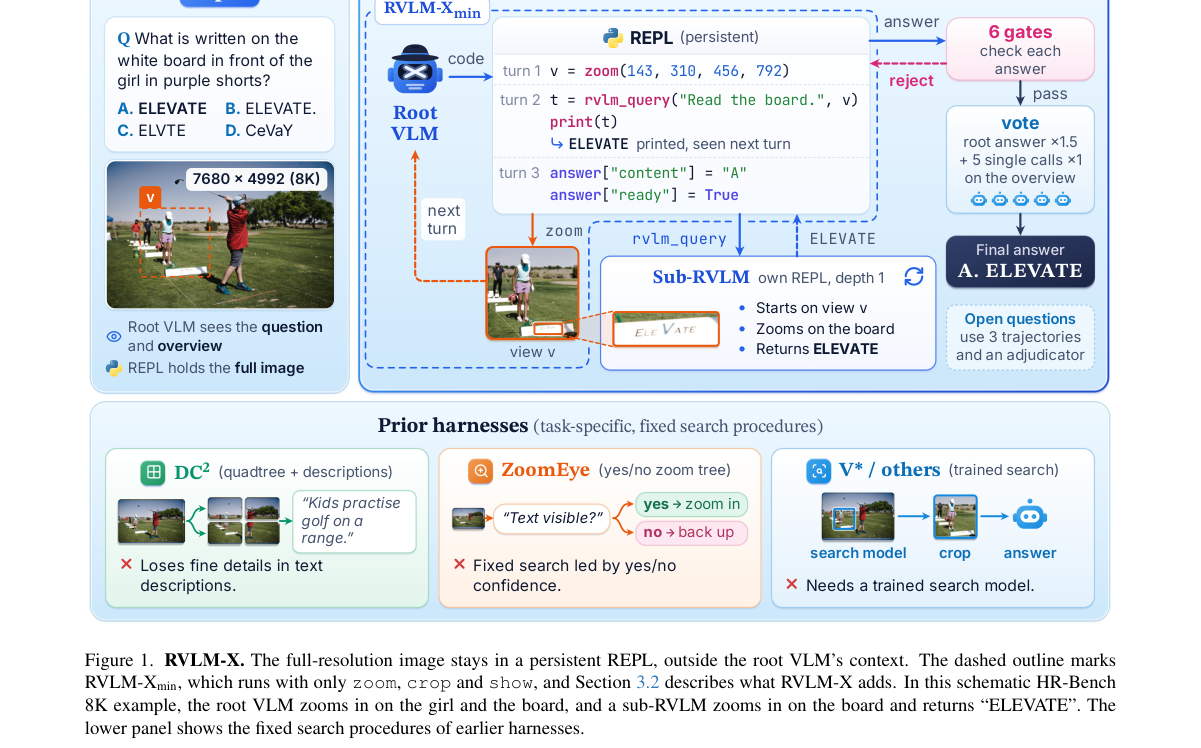 RVLM-Xmin
Q What is written on the
white board in front of the
girl in purple shorts?
A. ELEVATE B. ELEVATE.
C. ELVTE D. CeVaY
7680 × 4992 (8K)
v
Root VLM sees the question
and overview
REPL holds the full image
Root
VLM
code
REPL (persistent)
turn 1 v = zoom(143, 310, 456, 792)
turn 2 t = rvlm_query("Read the board.", v)
print(t)
↪ ELEVATE printed, seen next turn
turn 3 answer["content"] = "A"
answer["ready"] = True
next
turn
zoom
view v
rvlm_query
ELEVATE
Sub-RVLM own REPL, depth 1
ELEVATE
• Starts on view v
• Zooms on the board
• Returns ELEVATE
answer
reject
6 gates
check each
answer
pass
vote
root answer ×1.5
+ 5 single calls ×1
on the overview
Final answer
A. ELEVATE
Open questions
use 3 trajectories
and an adjudicator
Prior harnesses (task-specific, fixed search procedures)
DC² (quadtree + descriptions)
“Kids practise
golf on a
range.”
✕ Loses fine details in text
descriptions.
ZoomEye (yes/no zoom tree)
“Text visible?”
yes → zoom in
no → back up
✕ Fixed search led by yes/no
confidence.
V* / others (trained search)
search model crop answer
✕ Needs a trained search model.
Figure 1. RVLM-X. The full-resolution image stays in a persistent REPL, outside the root VLM’s context. The dashed outline marks
RVLM-Xmin, which runs with only zoom, crop and show, and Section 3.2 describes what RVLM-X adds. In this schematic HR-Bench
8K example, the root VLM zooms in on the girl and the board, and a sub-RVLM zooms in on the board and returns “ELEVATE”. The
lower panel shows the fixed search procedures of earlier harnesses.